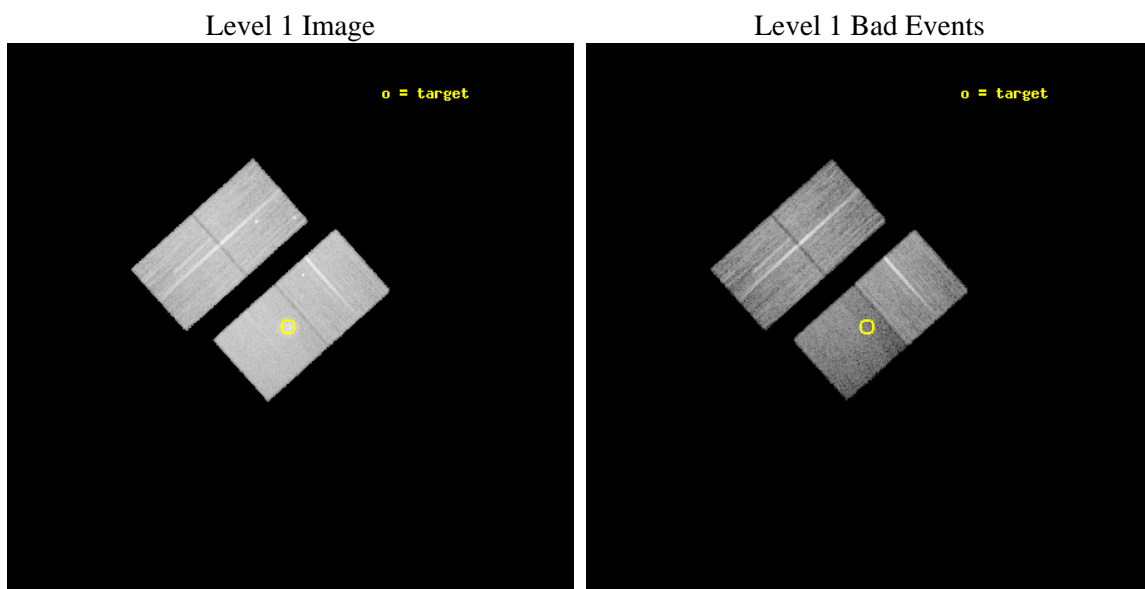 Level 1 Image
Level 1 Bad Events
o = target
o = target